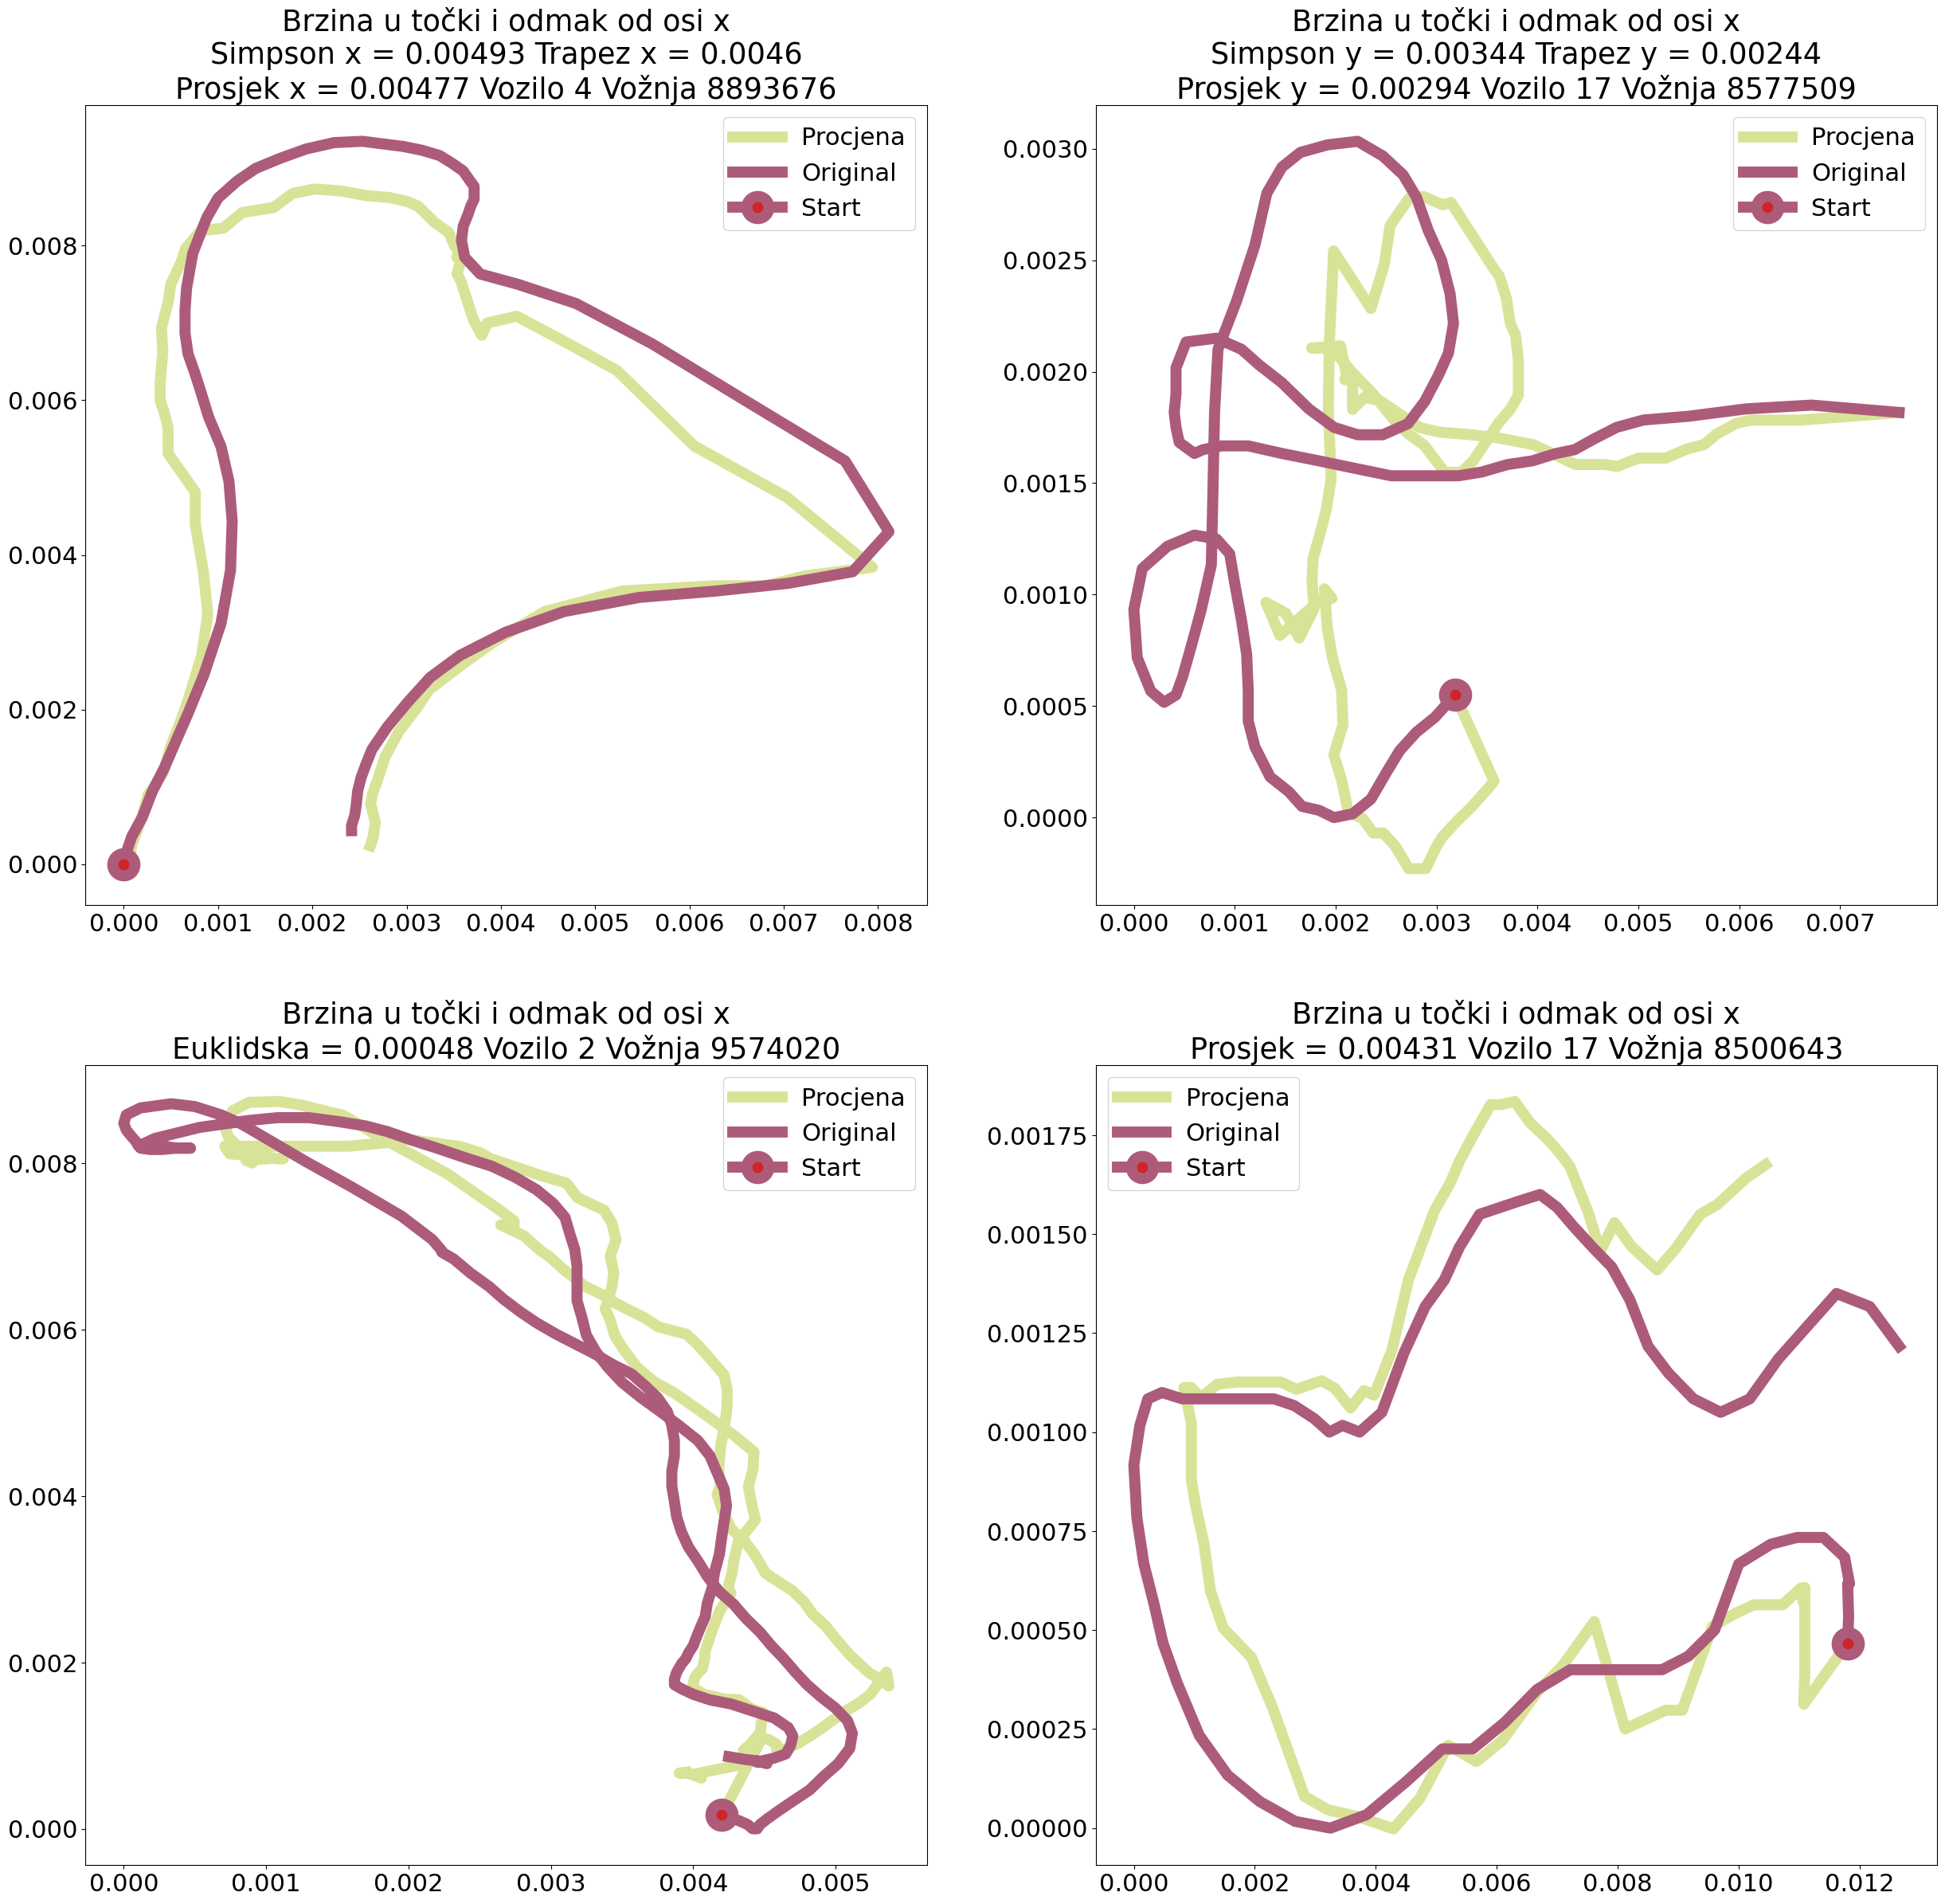 Brzina u točki i odmak od osi x
Simpson x = 0.00493 Trapez x = 0.0046
Prosjek x = 0.00477 Vozilo 4 Vožnja 8893676
Procjena
Original
Start
0.008
0.006
0.004
0.002
0.000
0.000 0.001 0.002 0.003 0.004 0.005 0.006 0.007 0.008
Brzina u točki i odmak od osi x
Simpson y = 0.00344 Trapez y = 0.00244
Prosjek y = 0.00294 Vozilo 17 Vožnja 8577509
Procjena
Original
Start
0.0030
0.0025
0.0020
0.0015
0.0010
0.0005
0.0000
0.000 0.001 0.002 0.003 0.004 0.005 0.006 0.007
Brzina u točki i odmak od osi x
Euklidska = 0.00048 Vozilo 2 Vožnja 9574020
Procjena
Original
Start
0.008
0.006
0.004
0.002
0.000
0.000 0.001 0.002 0.003 0.004 0.005
Brzina u točki i odmak od osi x
Prosjek = 0.00431 Vozilo 17 Vožnja 8500643
Procjena
Original
Start
0.00175
0.00150
0.00125
0.00100
0.00075
0.00050
0.00025
0.00000
0.000 0.002 0.004 0.006 0.008 0.010 0.012